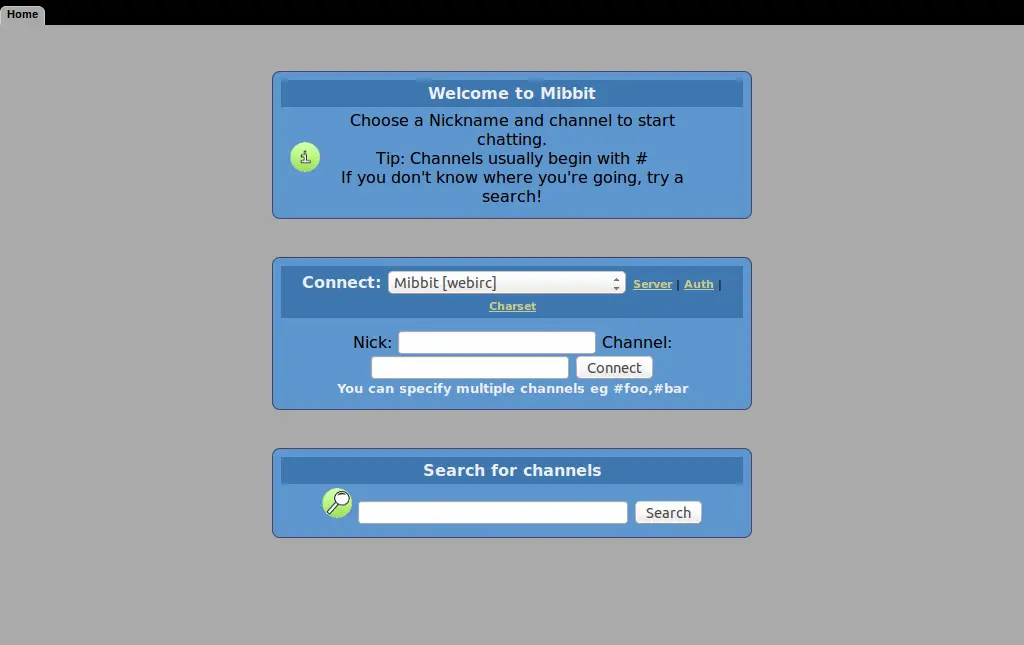 Home
Welcome to Mibbit
Choose a Nickname and channel to start
chatting.
Tip: Channels usually begin with #
If you don't know where you're going, try a
search!
Connect: Mibbit [webirc] Server | Auth |
Charset
Nick: Channel:
Connect
You can specify multiple channels eg #foo,#bar
Search for channels
Search